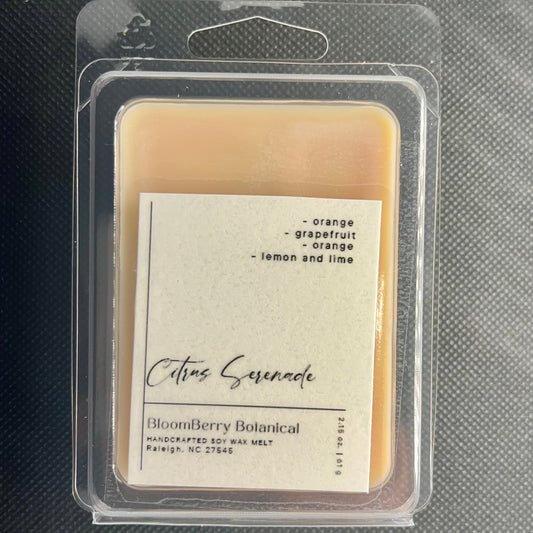 - orange
- grapefruit
- orange
- lemon and lime
Citrus Serenade
BloomBerry Botanical
HANDCRAFTED SOY WAX MELT
Raleigh, NC 27545
2.15 oz. | 61 g